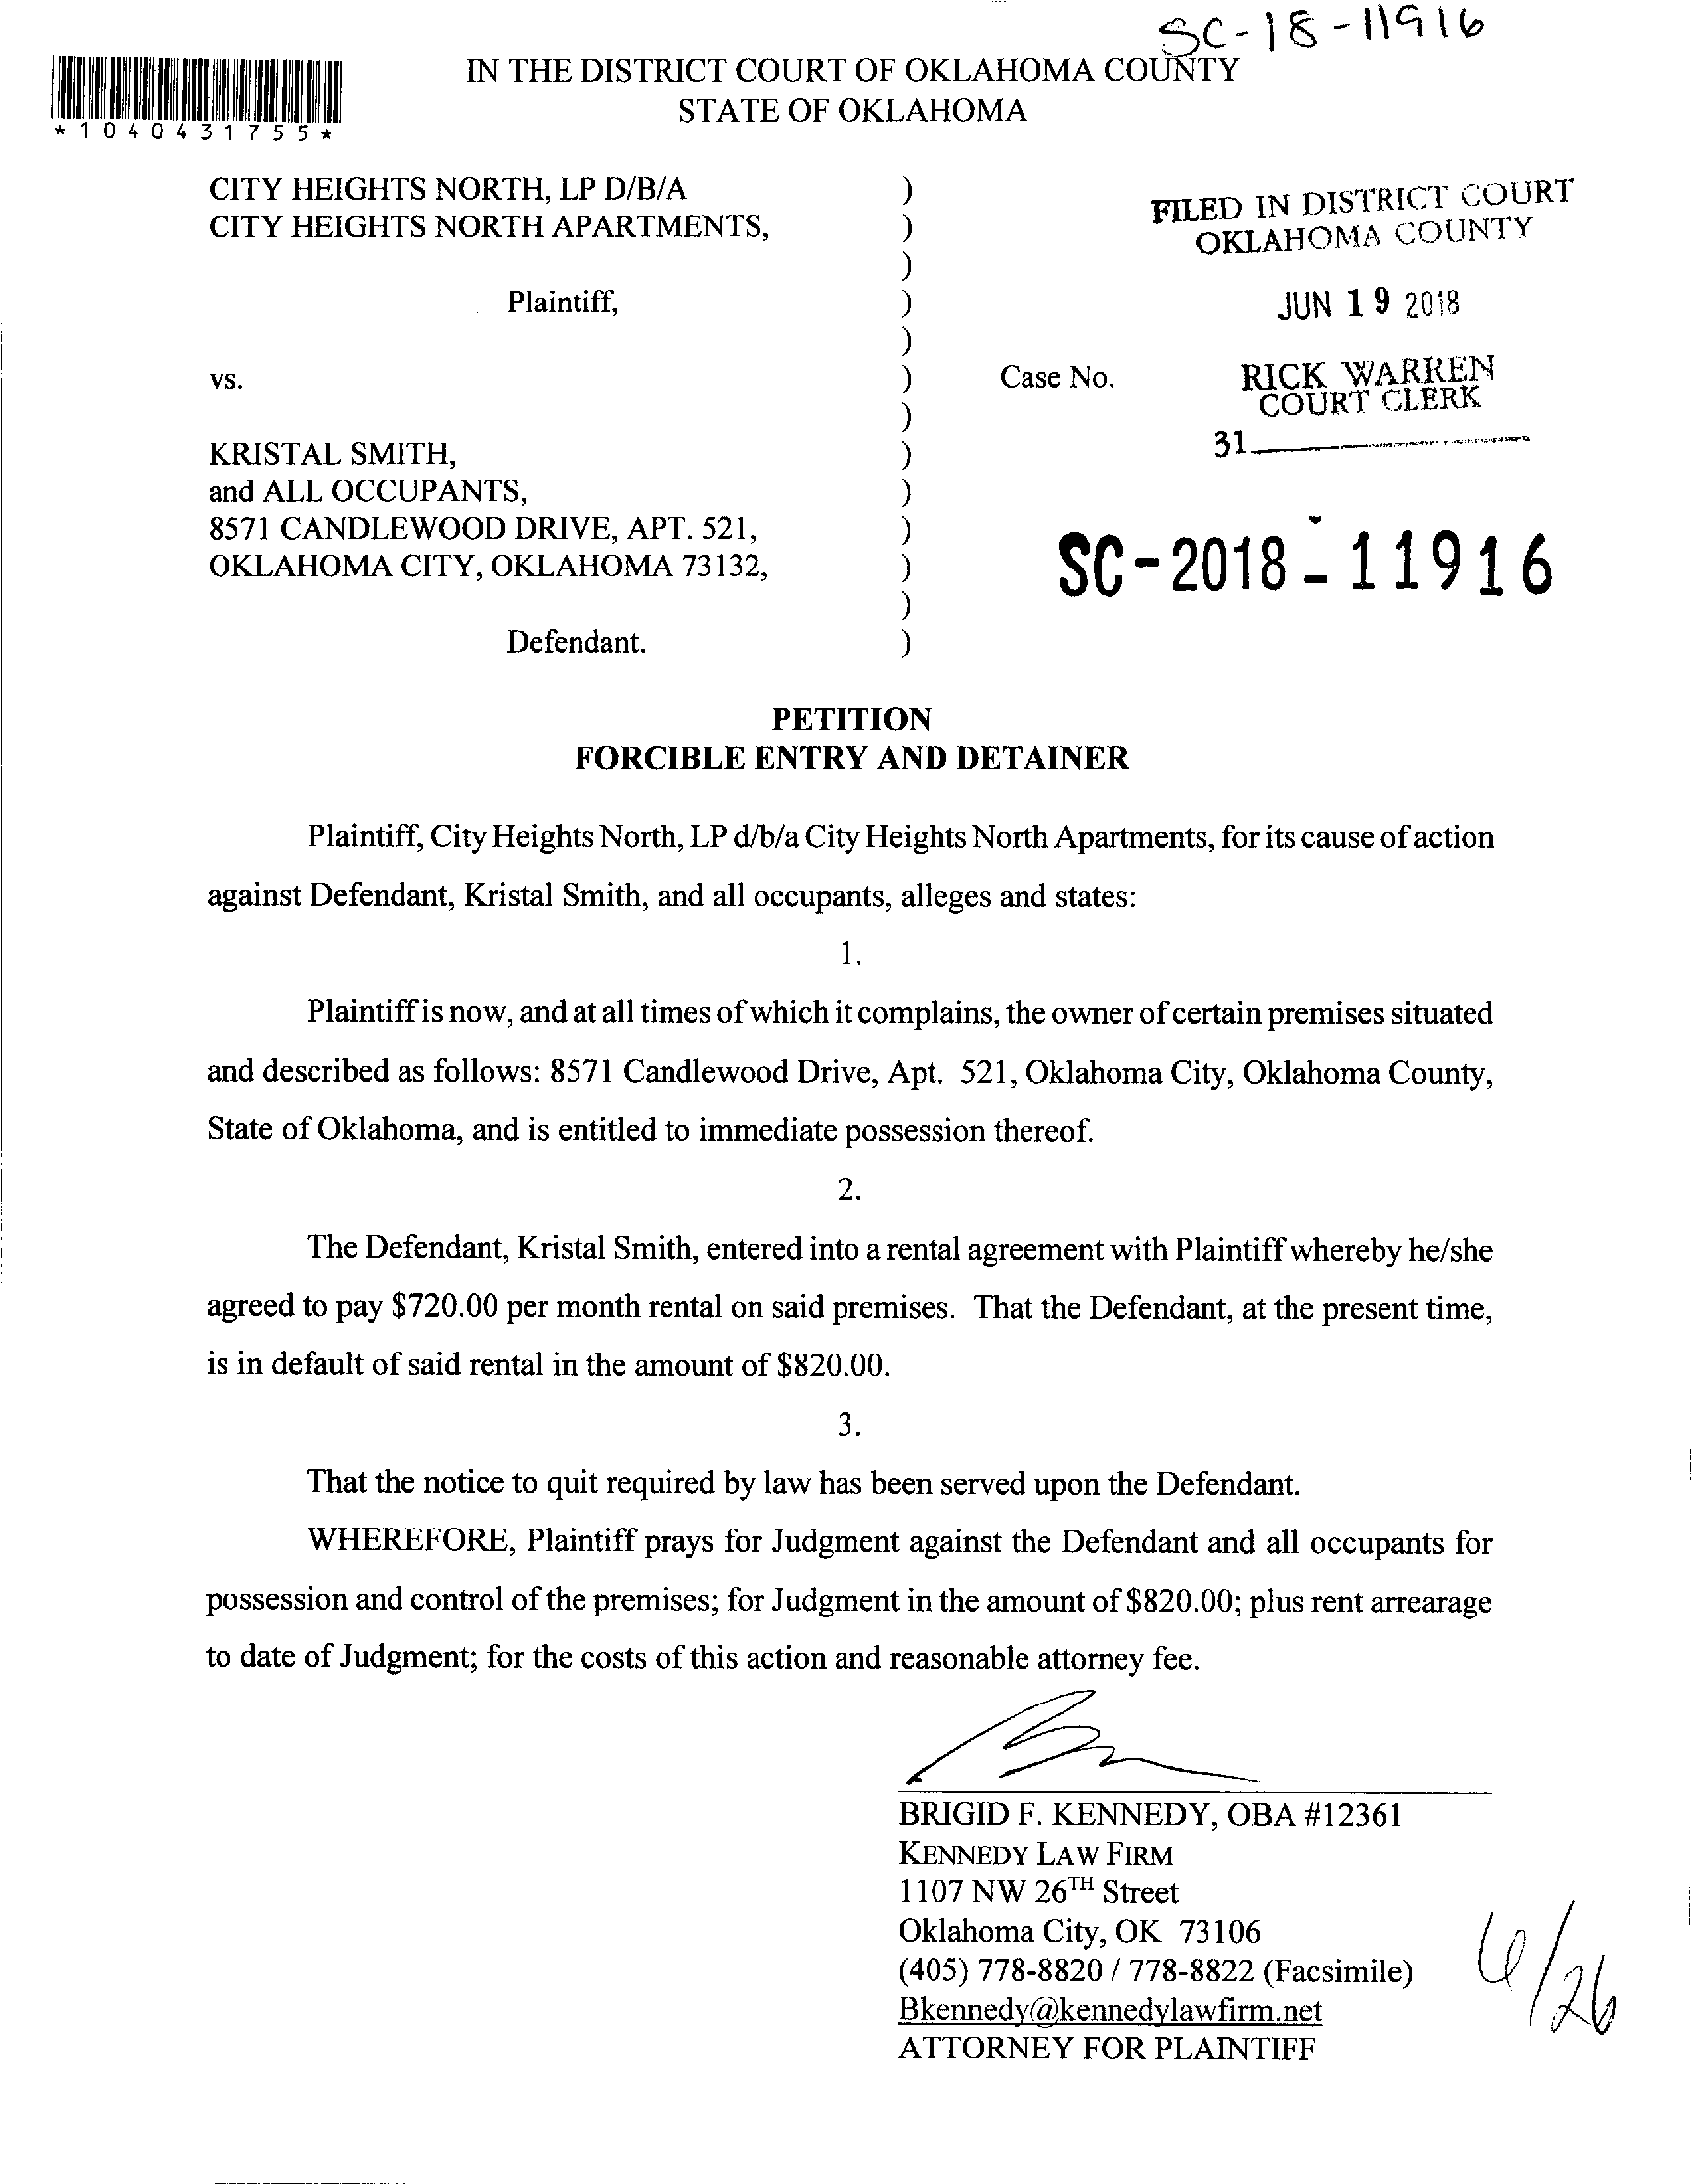 SC-18-11916
*1040431755*
IN THE DISTRICT COURT OF OKLAHOMA COUNTY
STATE OF OKLAHOMA
CITY HEIGHTS NORTH, LP D/B/A )
CITY HEIGHTS NORTH APARTMENTS, )
)
Plaintiff, )
)
vs. ) Case No.
)
KRISTAL SMITH, )
and ALL OCCUPANTS, )
8571 CANDLEWOOD DRIVE, APT. 521, )
OKLAHOMA CITY, OKLAHOMA 73132, )
)
Defendant. )
FILED IN DISTRICT COURT
OKLAHOMA COUNTY
JUN 19 2018
RICK WARREN
COURT CLERK
31
SC-2018-11916
PETITION
FORCIBLE ENTRY AND DETAINER
Plaintiff, City Heights North, LP d/b/a City Heights North Apartments, for its cause of action
against Defendant, Kristal Smith, and all occupants, alleges and states:
1.
Plaintiff is now, and at all times of which it complains, the owner of certain premises situated
and described as follows: 8571 Candlewood Drive, Apt. 521, Oklahoma City, Oklahoma County,
State of Oklahoma, and is entitled to immediate possession thereof.
2.
The Defendant, Kristal Smith, entered into a rental agreement with Plaintiff whereby he/she
agreed to pay $720.00 per month rental on said premises. That the Defendant, at the present time,
is in default of said rental in the amount of $820.00.
3.
That the notice to quit required by law has been served upon the Defendant.
WHEREFORE, Plaintiff prays for Judgment against the Defendant and all occupants for
possession and control of the premises; for Judgment in the amount of $820.00; plus rent arrearage
to date of Judgment; for the costs of this action and reasonable attorney fee.
BRIGID F. KENNEDY, OBA #12361
KENNEDY LAW FIRM
1107 NW 26TH Street
Oklahoma City, OK 73106
(405) 778-8820 / 778-8822 (Facsimile)
Bkennedy@kennedylawfirm.net
ATTORNEY FOR PLAINTIFF
6/26